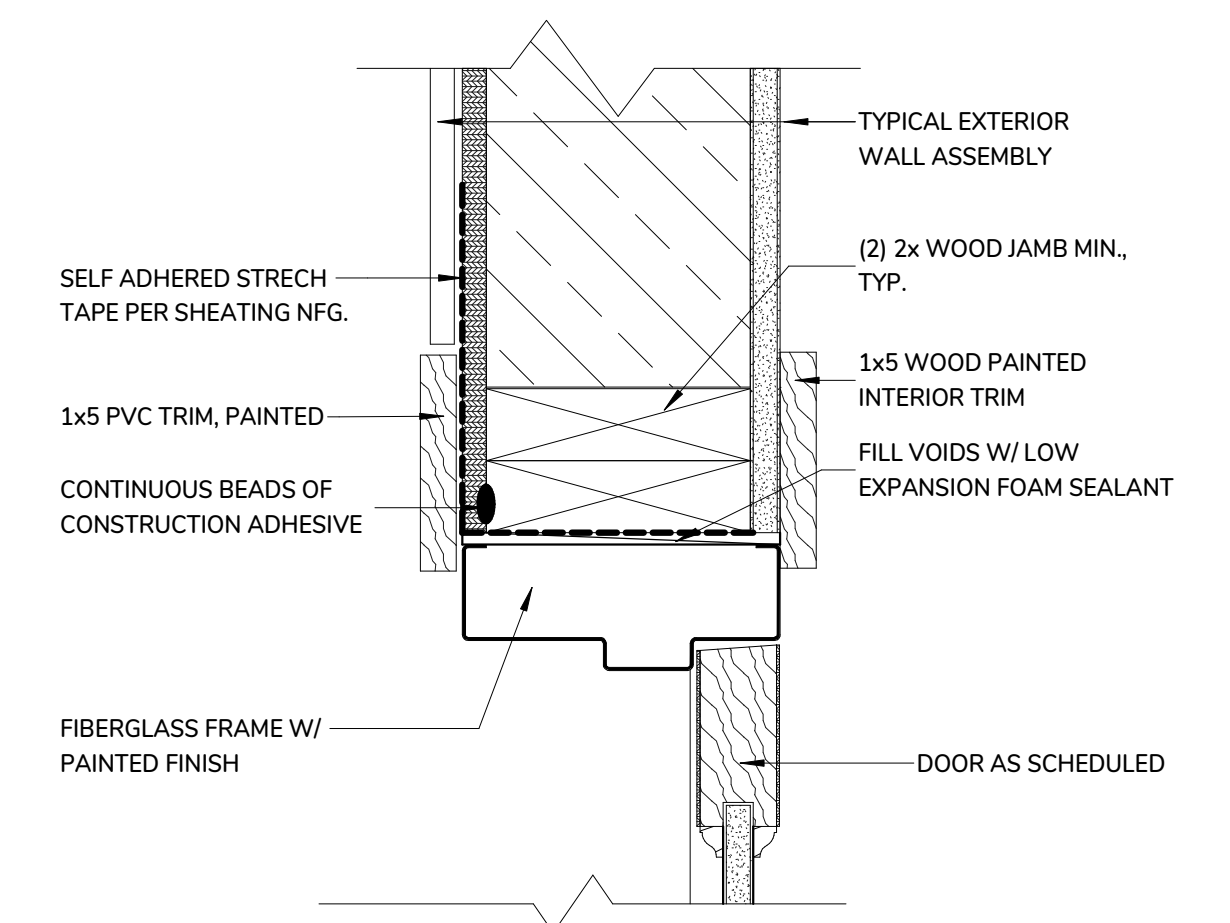 TYPICAL EXTERIOR
WALL ASSEMBLY
(2) 2x WOOD JAMB MIN.,
TYP.
SELF ADHERED STRECH
TAPE PER SHEATING NFG.
1x5 WOOD PAINTED
INTERIOR TRIM
1x5 PVC TRIM, PAINTED
FILL VOIDS W/ LOW
EXPANSION FOAM SEALANT
CONTINUOUS BEADS OF
CONSTRUCTION ADHESIVE
FIBERGLASS FRAME W/
PAINTED FINISH
DOOR AS SCHEDULED